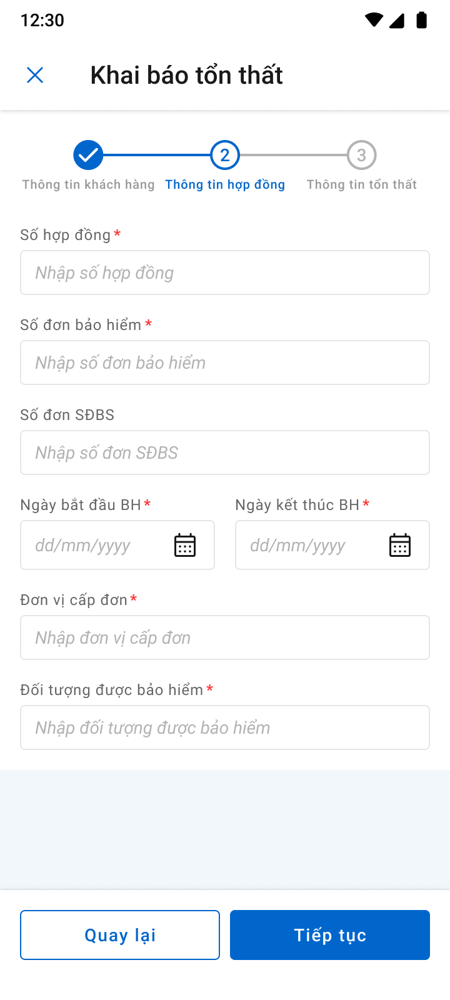 12:30
Khai báo tổn thất
2
3
Thông tin khách hàng
Thông tin hợp đồng
Thông tin tổn thất
Số hợp đồng *
Nhập số hợp đồng
Số đơn bảo hiểm *
Nhập số đơn bảo hiểm
Số đơn SĐBS
Nhập số đơn SĐBS
Ngày bắt đầu BH *
Ngày kết thúc BH *
dd/mm/yyyy
dd/mm/yyyy
Đơn vị cấp đơn *
Nhập đơn vị cấp đơn
Đối tượng được bảo hiểm *
Nhập đối tượng được bảo hiểm
Quay lại
Tiếp tục